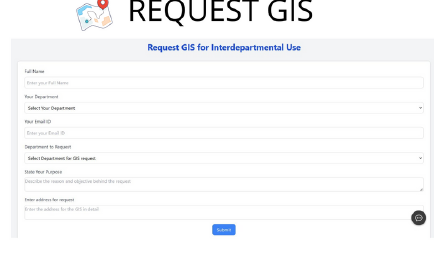 REQUEST GIS
Request GIS for Interdepartmental Use
Full Name
Enter your Full Name
Your Department
Select Your Department
Your Email ID
Enter your Email ID
Department to Request
Select Department for GIS request
State Your Purpose
Describe the reason and objective behind the request
Enter address for request
Enter the address for the GIS in detail
Submit